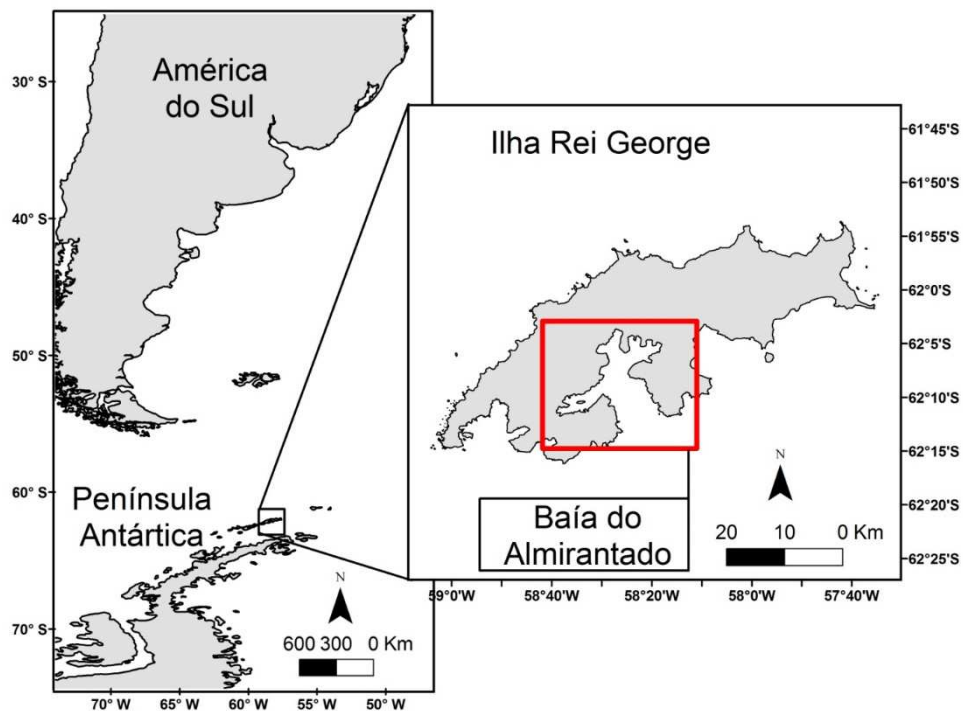 América
do Sul
30° S
40° S
50° S
60° S
70° S
Península
Antártica
N
600 300 0 Km
70° W 65° W 60° W 55° W 50° W
Ilha Rei George
61°45'S
61°50'S
61°55'S
62°0'S
62°5'S
62°10'S
62°15'S
62°20'S
62°25'S
N
20 10 0 Km
Baía do
Almirantado
59°0'W 58°40'W 58°20'W 58°0'W 57°40'W